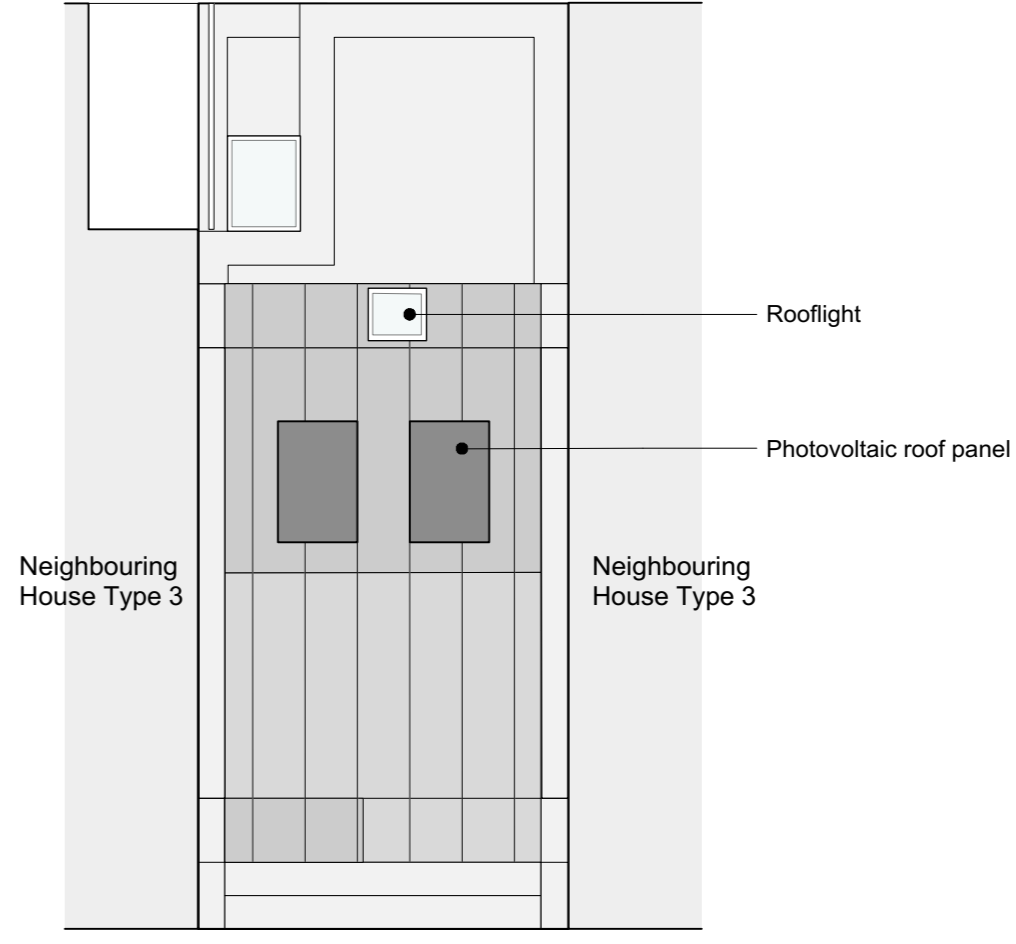 Rooflight
Photovoltaic roof panel
Neighbouring
House Type 3
Neighbouring
House Type 3